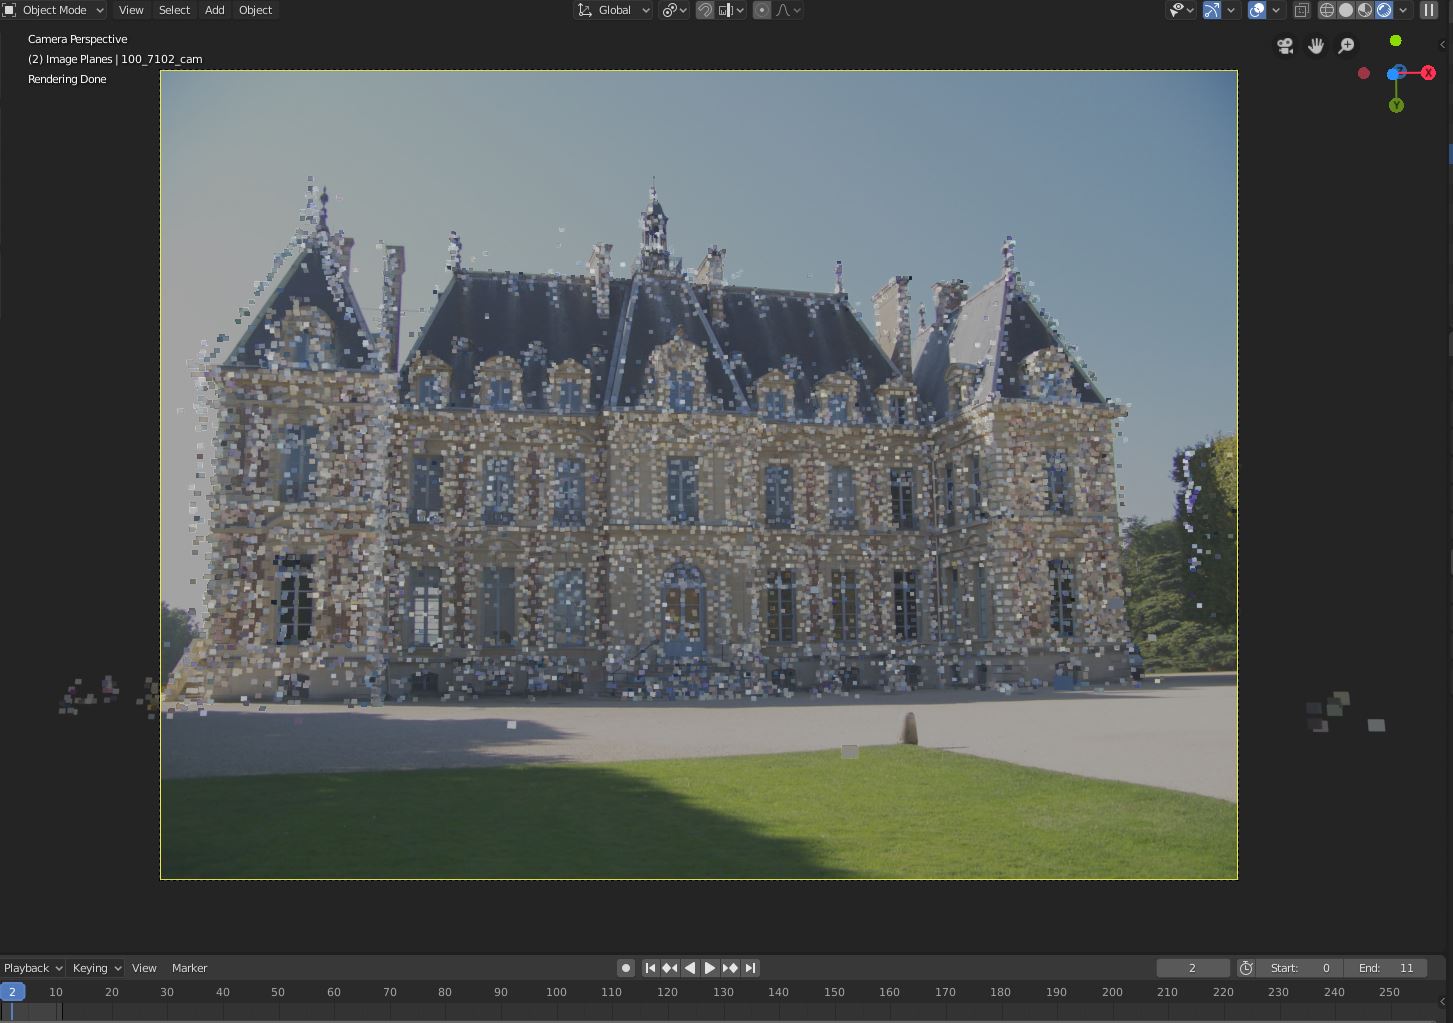 Object Mode View Select Add Object Global
Camera Perspective
(2) Image Planes | 100_7102_cam
Rendering Done
X
Z
Y
Playback Keying View Marker 2 Start: 0 End: 11
2 10 20 30 40 50 60 70 80 90 100 110 120 130 140 150 160 170 180 190 200 210 220 230 240 250